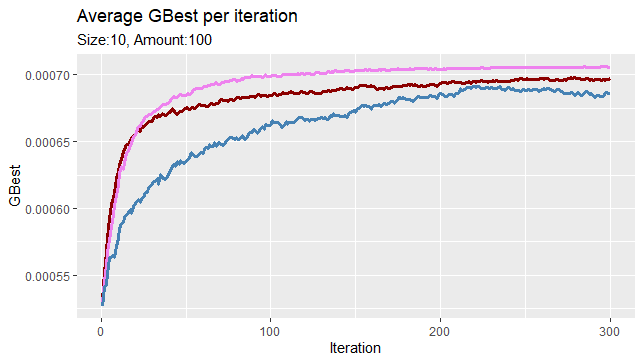 Average GBest per iteration
Size:10, Amount:100
GBest
0.00070
0.00065
0.00060
0.00055
0
100
200
300
Iteration